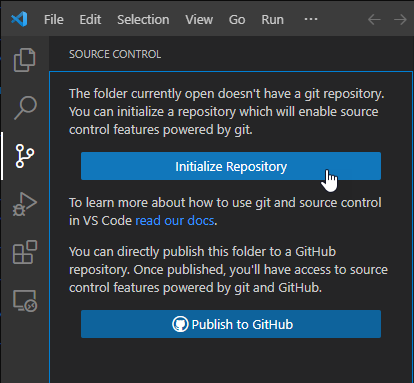 File Edit Selection View Go Run ···
SOURCE CONTROL
The folder currently open doesn't have a git repository.
You can initialize a repository which will enable source
control features powered by git.
Initialize Repository
To learn more about how to use git and source control
in VS Code read our docs.
You can directly publish this folder to a GitHub
repository. Once published, you'll have access to source
control features powered by git and GitHub.
Publish to GitHub